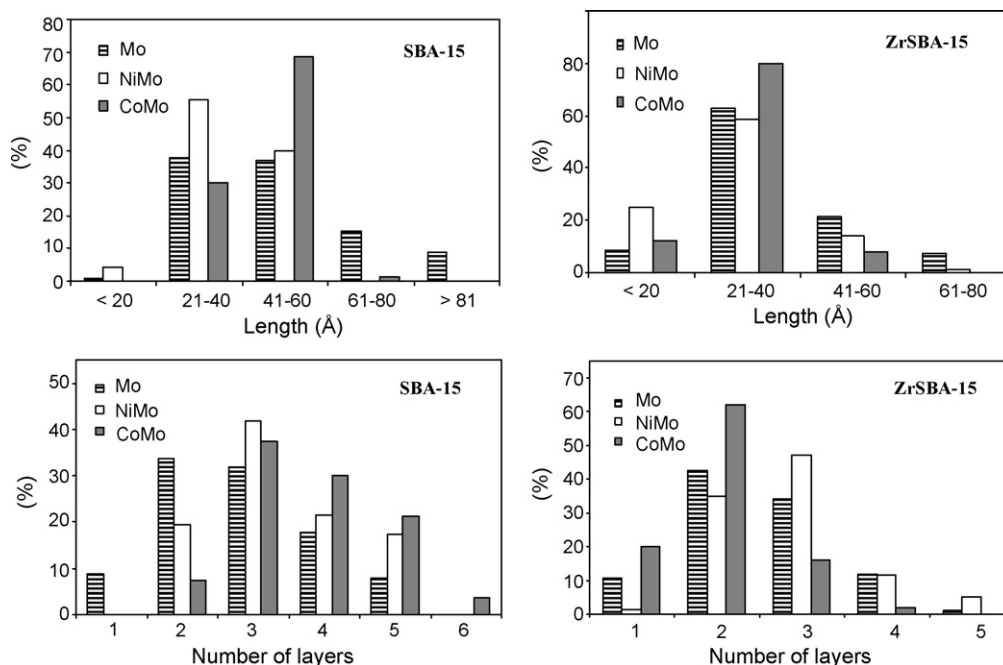 80
70
60
50
40
30
20
10
0
(%)
Mo
NiMo
CoMo
SBA-15
< 20
21-40
41-60
61-80
> 81
Length (Å)
80
60
40
20
0
(%)
Mo
NiMo
CoMo
ZrSBA-15
< 20
21-40
41-60
61-80
Length (Å)
50
40
30
20
10
0
(%)
Mo
NiMo
CoMo
SBA-15
1
2
3
4
5
6
Number of layers
70
60
50
40
30
20
10
0
(%)
Mo
NiMo
CoMo
ZrSBA-15
1
2
3
4
5
Number of layers